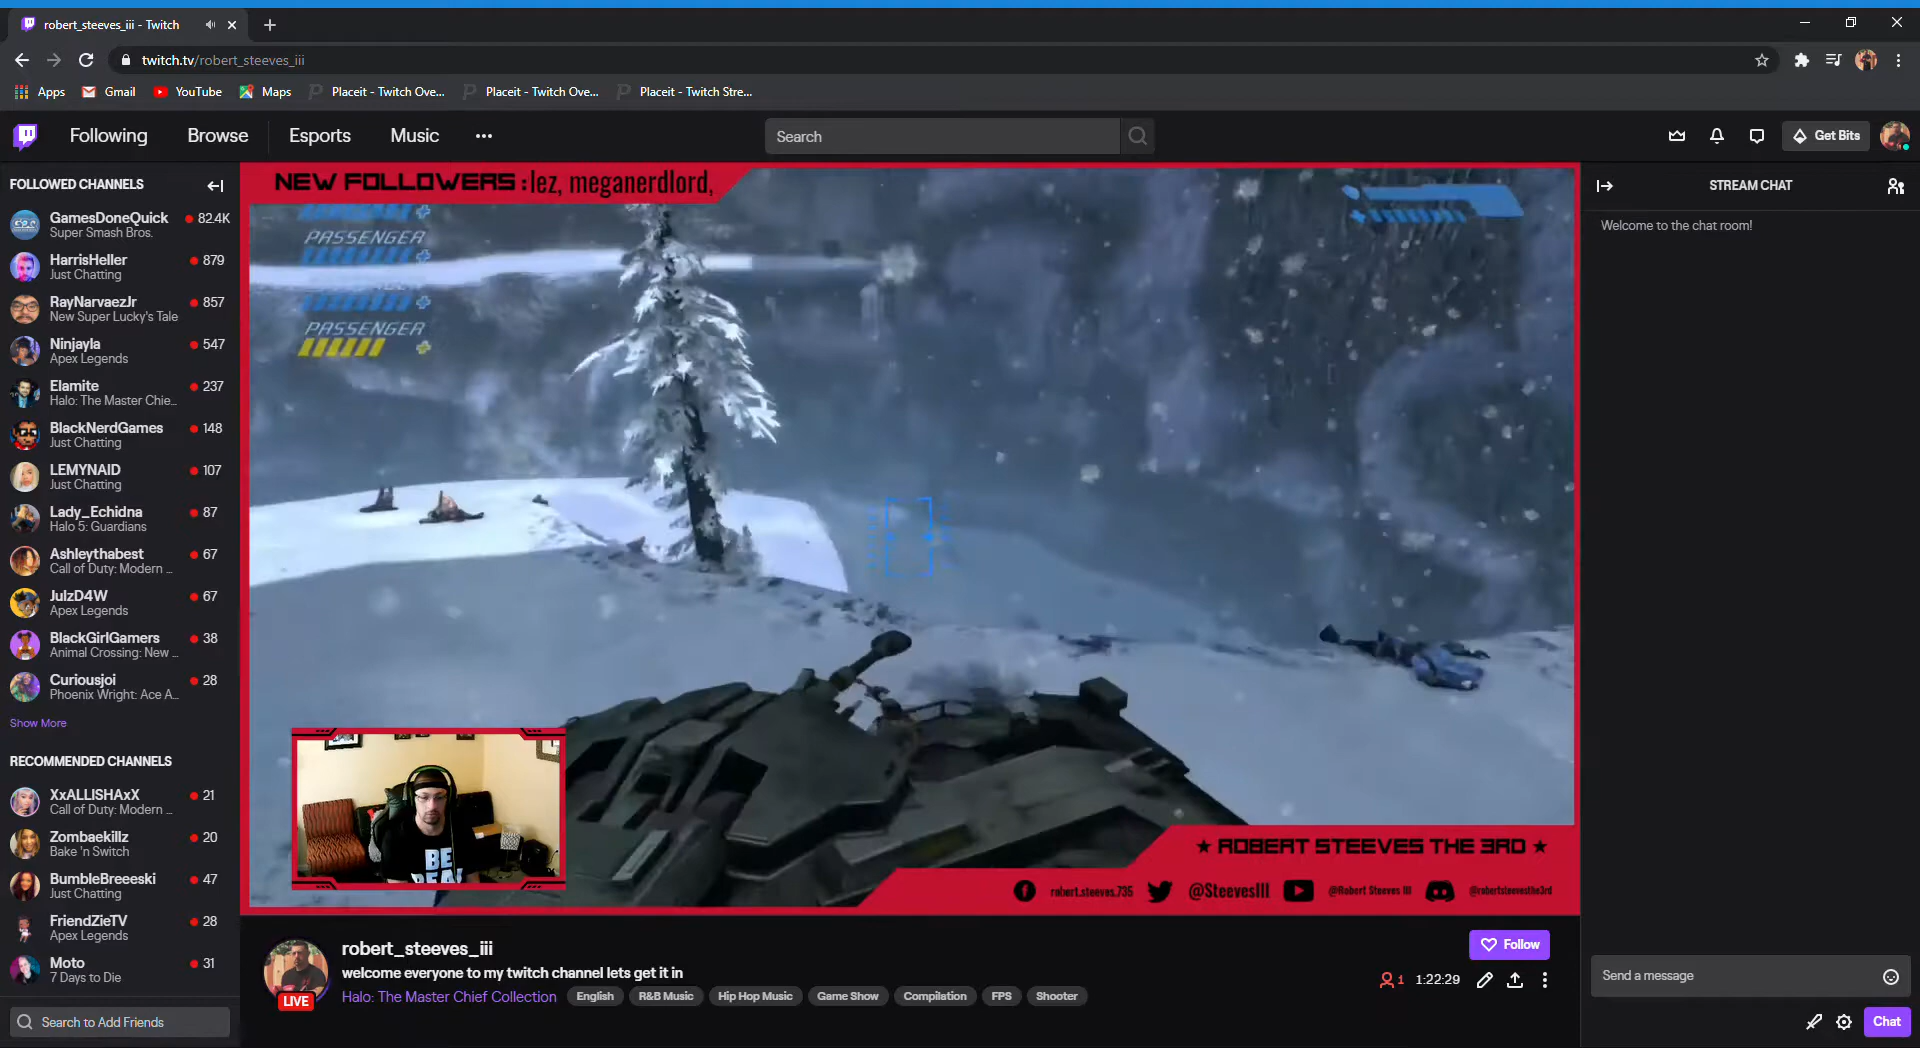 robert_steeves_iii - Twitch
twitch.tv/robert_steeves_iii
Apps Gmail YouTube Maps Placeit - Twitch Ove... Placeit - Twitch Ove... Placeit - Twitch Stre...
Following Browse Esports Music ... Search Get Bits
FOLLOWED CHANNELS
GamesDoneQuick 82.4K
Super Smash Bros.
HarrisHeller 879
Just Chatting
RayNarvaezJr 857
New Super Lucky's Tale
Ninjayla 547
Apex Legends
Elamite 237
Halo: The Master Chie...
BlackNerdGames 148
Just Chatting
LEMYNAID 107
Just Chatting
Lady_Echidna 87
Halo 5: Guardians
Ashleythabest 67
Call of Duty: Modern ...
JulzD4W 67
Apex Legends
BlackGirlGamers 38
Animal Crossing: New ...
Curiousjoi 28
Phoenix Wright: Ace A...
Show More
RECOMMENDED CHANNELS
XxALLISHAxX 21
Call of Duty: Modern ...
Zombaekillz 20
Bake 'n Switch
BumbleBreeeski 47
Just Chatting
FriendZieTV 28
Apex Legends
Moto 31
7 Days to Die
Search to Add Friends
NEW FOLLOWERS :lez, meganerdlord,
PASSENGER
PASSENGER
BE
REAL
★ ROBERT STEEVES THE 3RD ★
robert.steeves.735 @SteevesIII @Robert Steeves III @robertsteevesthe3rd
robert_steeves_iii
Follow
welcome everyone to my twitch channel lets get it in
1 1:22:29
LIVE
Halo: The Master Chief Collection English R&B Music Hip Hop Music Game Show Compilation FPS Shooter
STREAM CHAT
Welcome to the chat room!
Send a message
Chat